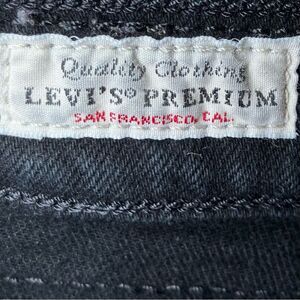 Quality Clothing
LEVI'S® PREMIUM
SAN FRANCISCO, CAL.